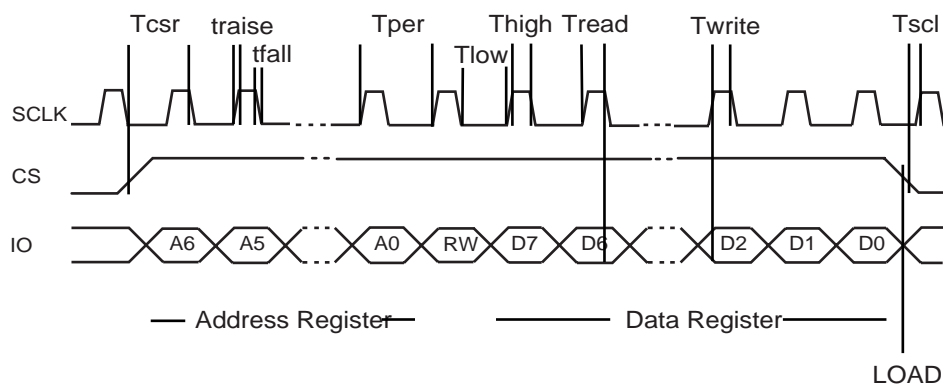 Tcsr traise Tper Thigh Tread Twrite Tscl
tfall Tlow
SCLK
CS
IO A6 A5 A0 RW D7 D6 D2 D1 D0
Address Register Data Register
LOAD